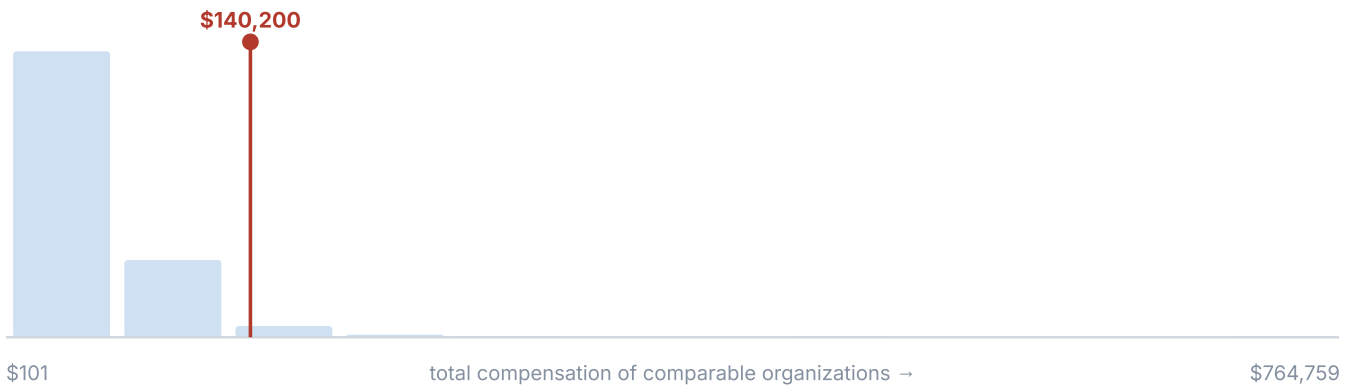 $140,200
$101
total compensation of comparable organizations →
$764,759